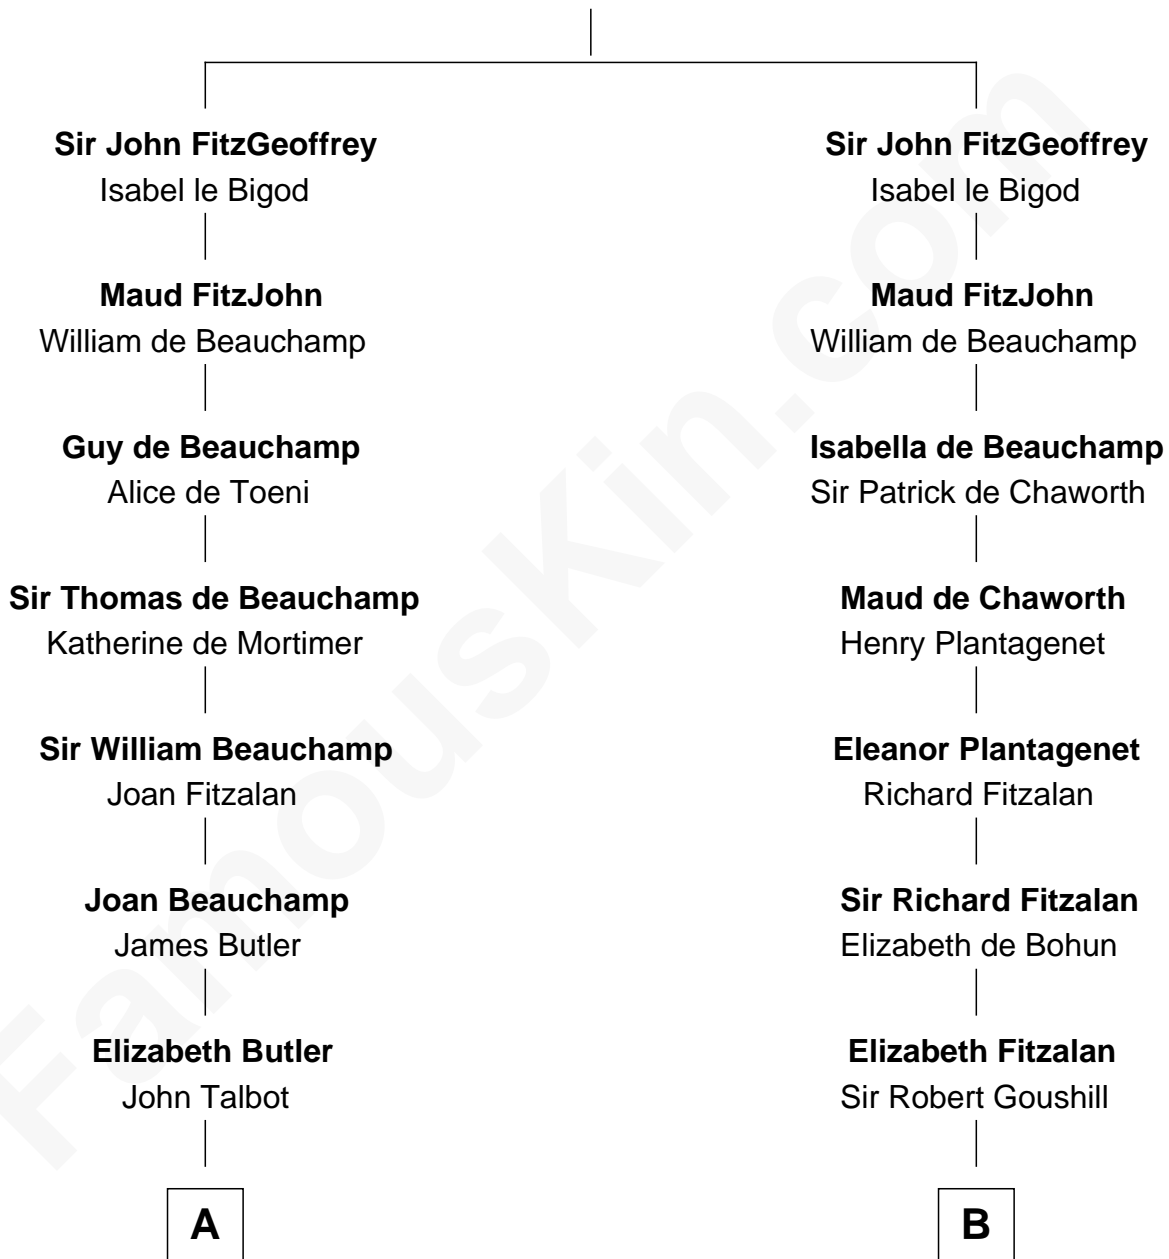 Sir John FitzGeoffrey
Isabel le Bigod
Maud FitzJohn
William de Beauchamp
Guy de Beauchamp
Alice de Toeni
Sir Thomas de Beauchamp
Katherine de Mortimer
Sir William Beauchamp
Joan Fitzalan
Joan Beauchamp
James Butler
Elizabeth Butler
John Talbot
A
Sir John FitzGeoffrey
Isabel le Bigod
Maud FitzJohn
William de Beauchamp
Isabella de Beauchamp
Sir Patrick de Chaworth
Maud de Chaworth
Henry Plantagenet
Eleanor Plantagenet
Richard Fitzalan
Sir Richard Fitzalan
Elizabeth de Bohun
Elizabeth Fitzalan
Sir Robert Goushill
B
FamousKin.com